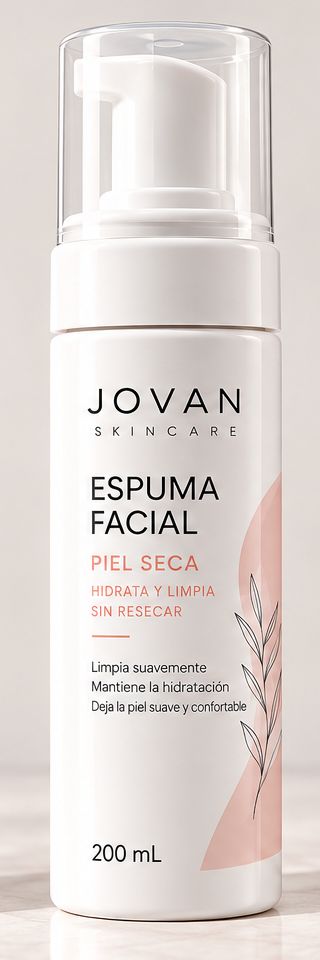 JOVAN
SKINCARE
ESPUMA
FACIAL
PIEL SECA
HIDRATA Y LIMPIA
SIN RESECAR
Limpia suavemente
Mantiene la hidratación
Deja la piel suave y confortable
200 mL